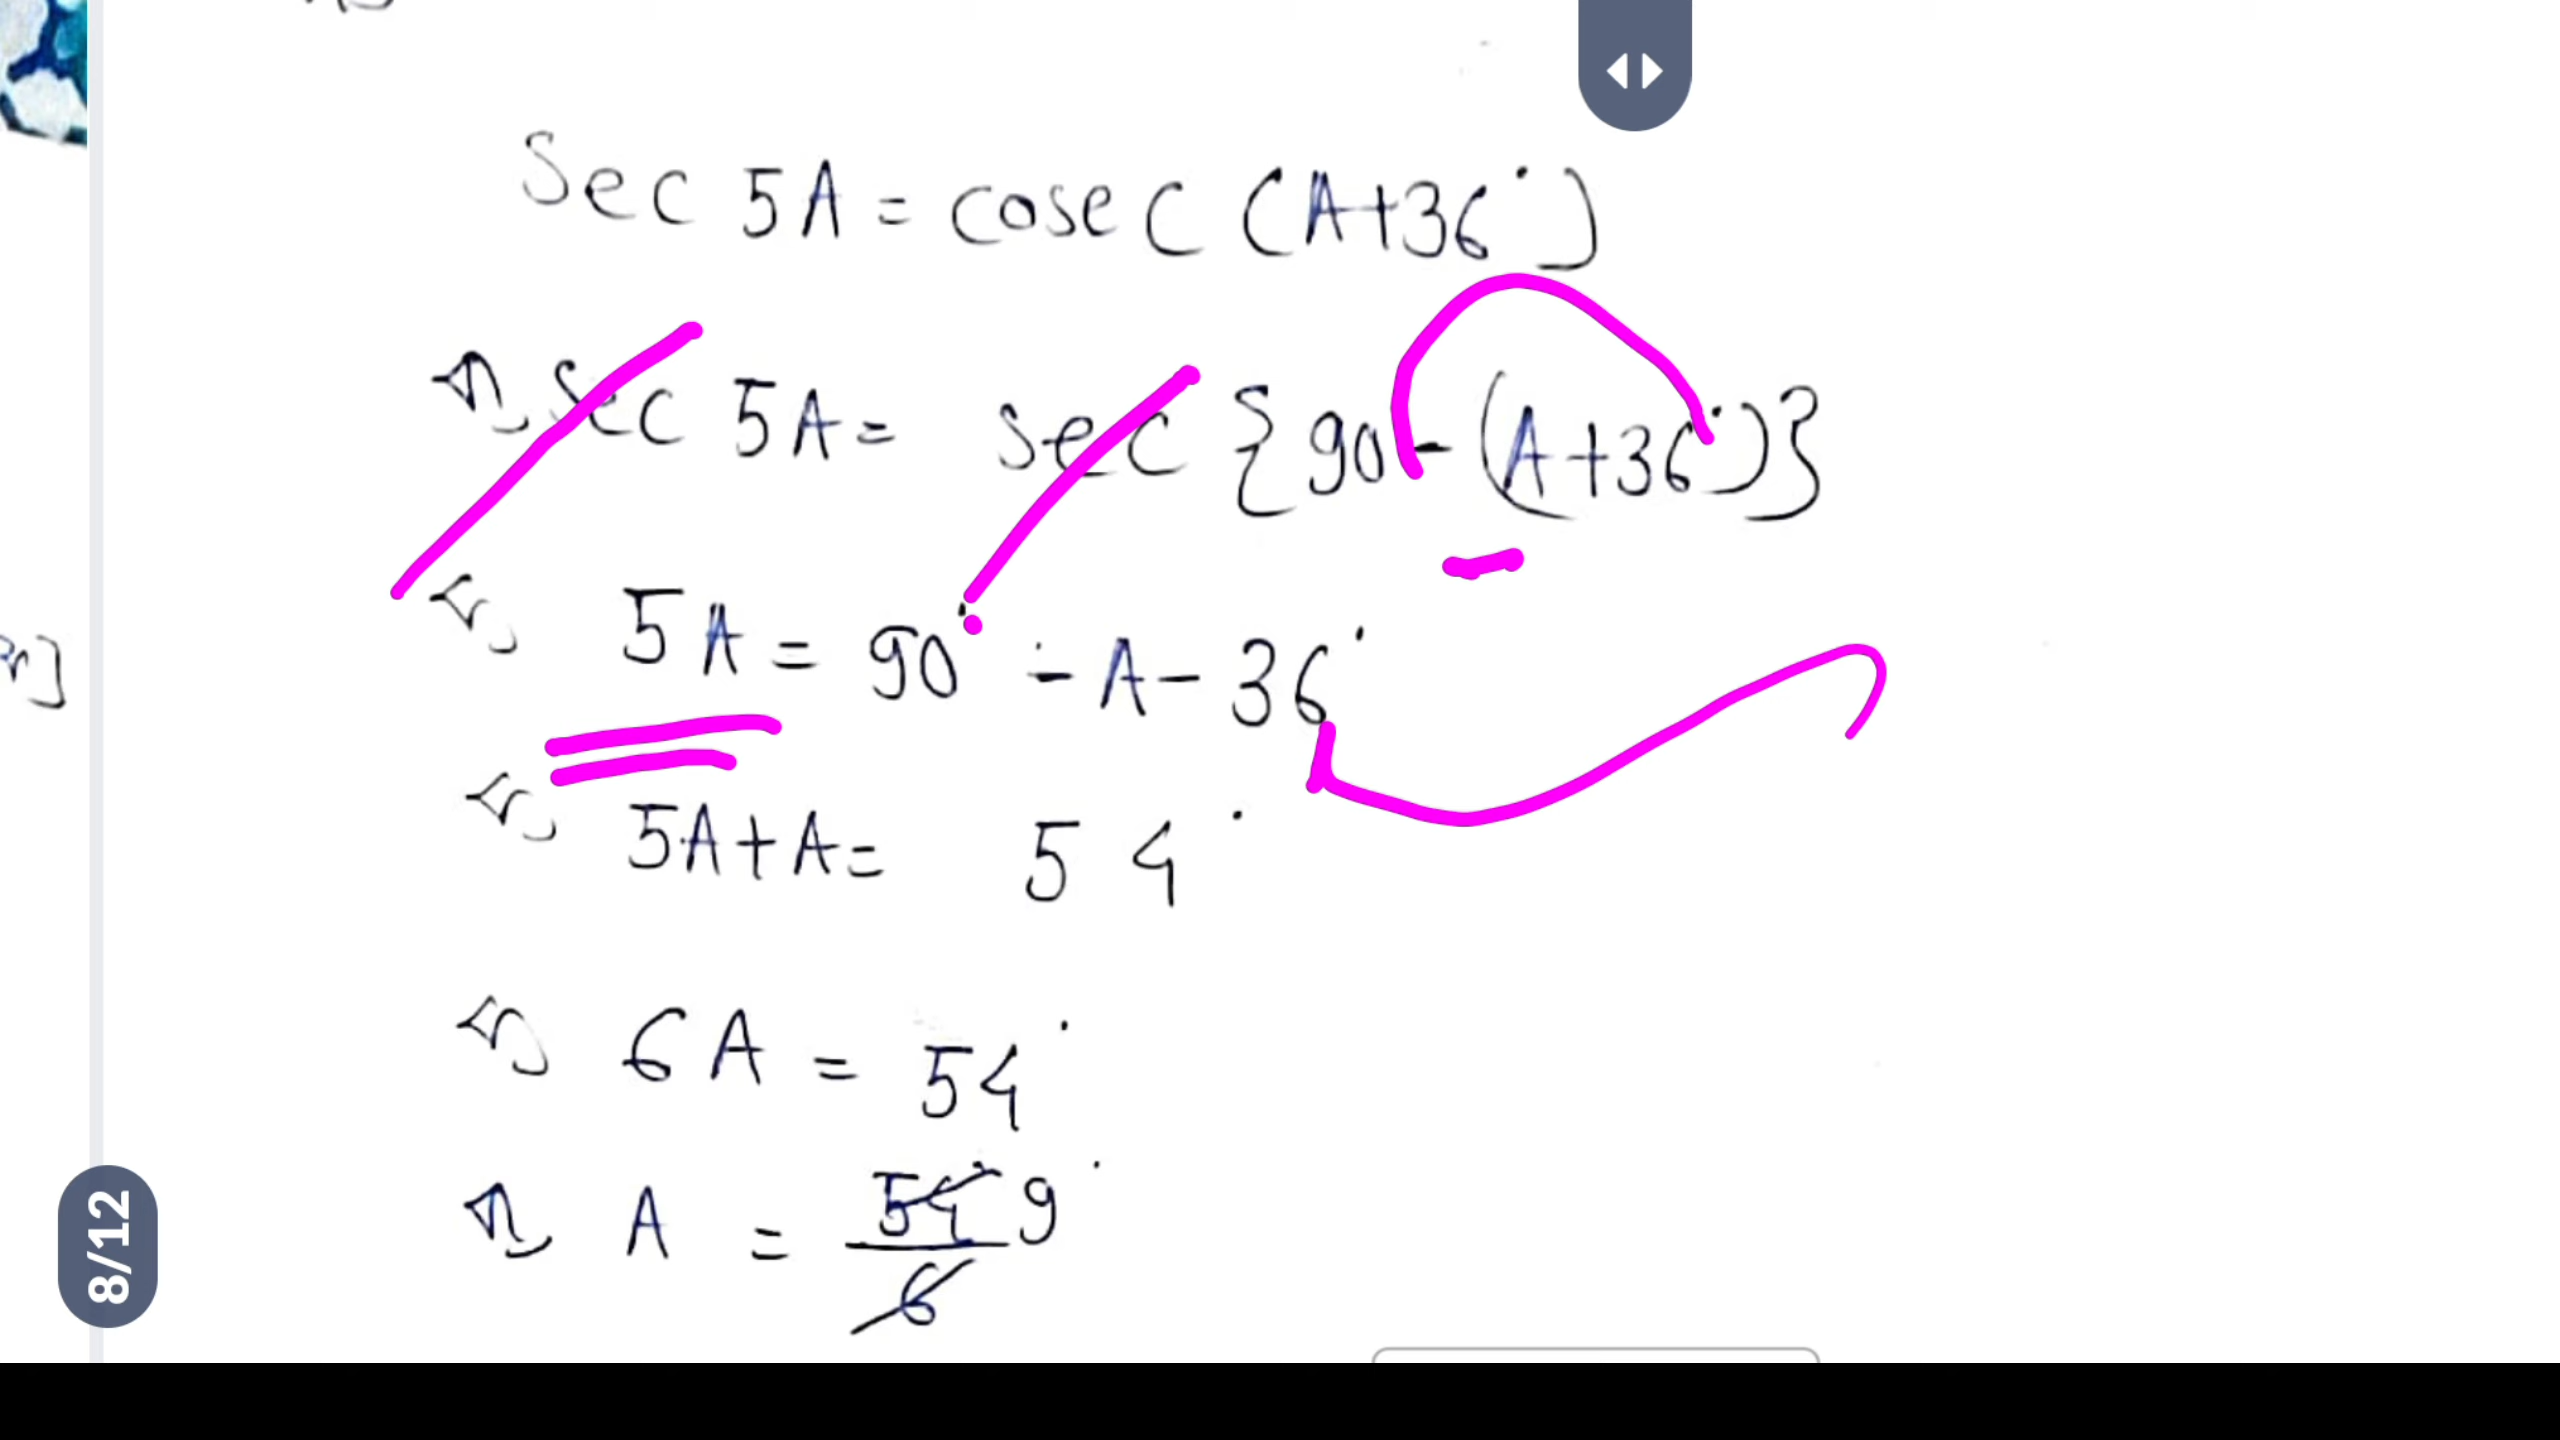 Sec 5A = cosec (A+36°)
বা, sec 5A = sec {90 - (A+36°)}
বা, 5A = 90° - A - 36°
বা, 5A+A = 54°
বা, 6A = 54°
বা, A = 54° 9°
6
8/12